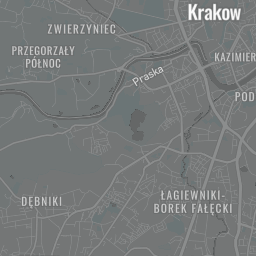 Krakow
ZWIERZYNIEC
PRZEGORZAŁY
PÓŁNOC
KAZIMIER
Praska
POD
DĘBNIKI
ŁAGIEWNIKI-
BOREK FAŁĘCKI